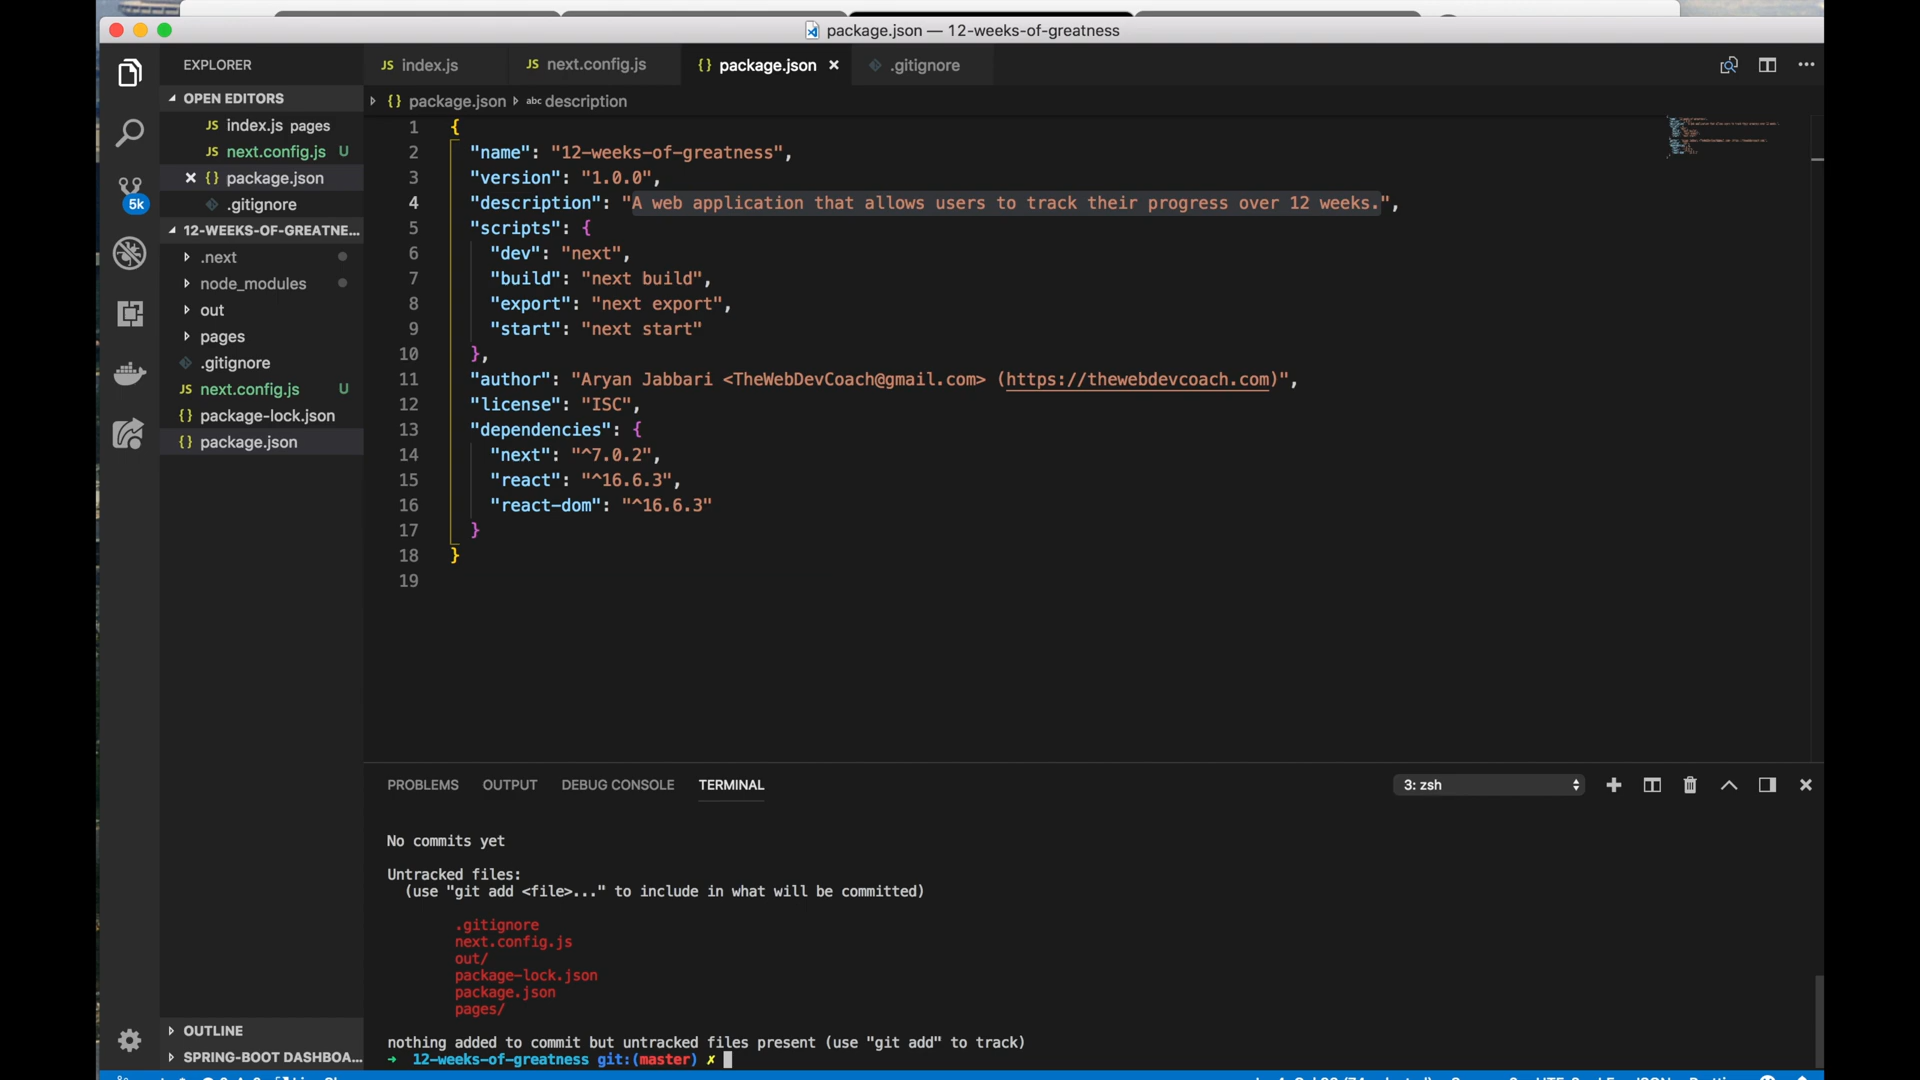 package.json — 12-weeks-of-greatness
EXPLORER
JS index.js
JS next.config.js
{} package.json ×
.gitignore
OPEN EDITORS
JS index.js pages
JS next.config.js U
× {} package.json
.gitignore
5k
12-WEEKS-OF-GREATNE...
.next
node_modules
out
pages
.gitignore
JS next.config.js U
{} package-lock.json
{} package.json
OUTLINE
SPRING-BOOT DASHBOA...
{} package.json abc description
1 {
2 "name": "12-weeks-of-greatness",
3 "version": "1.0.0",
4 "description": "A web application that allows users to track their progress over 12 weeks.",
5 "scripts": {
6 "dev": "next",
7 "build": "next build",
8 "export": "next export",
9 "start": "next start"
10 },
11 "author": "Aryan Jabbari <TheWebDevCoach@gmail.com> (https://thewebdevcoach.com)",
12 "license": "ISC",
13 "dependencies": {
14 "next": "^7.0.2",
15 "react": "^16.6.3",
16 "react-dom": "^16.6.3"
17 }
18 }
19
PROBLEMS OUTPUT DEBUG CONSOLE TERMINAL
3: zsh
No commits yet
Untracked files:
(use "git add <file>..." to include in what will be committed)
.gitignore
next.config.js
out/
package-lock.json
package.json
pages/
nothing added to commit but untracked files present (use "git add" to track)
→ 12-weeks-of-greatness git:(master) ✗